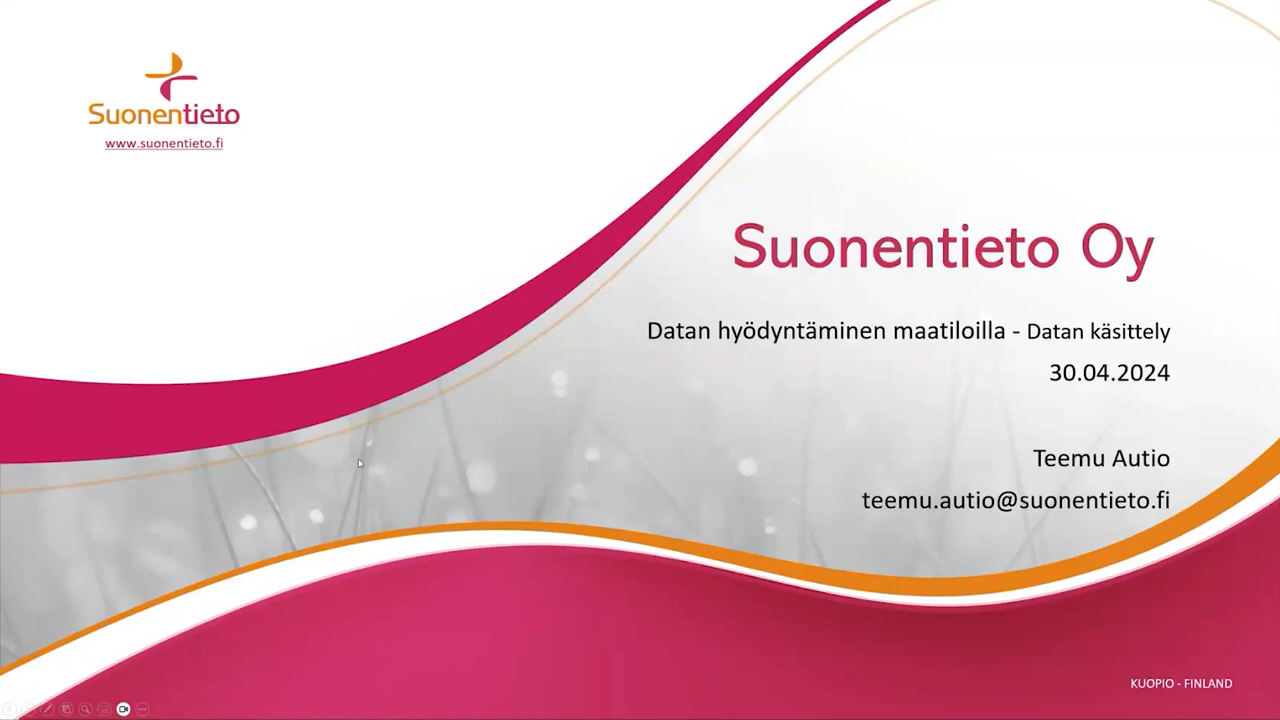 Suonentieto
www.suonentieto.fi
Suonentieto Oy
Datan hyödyntäminen maatiloilla - Datan käsittely
30.04.2024
Teemu Autio
teemu.autio@suonentieto.fi
KUOPIO - FINLAND